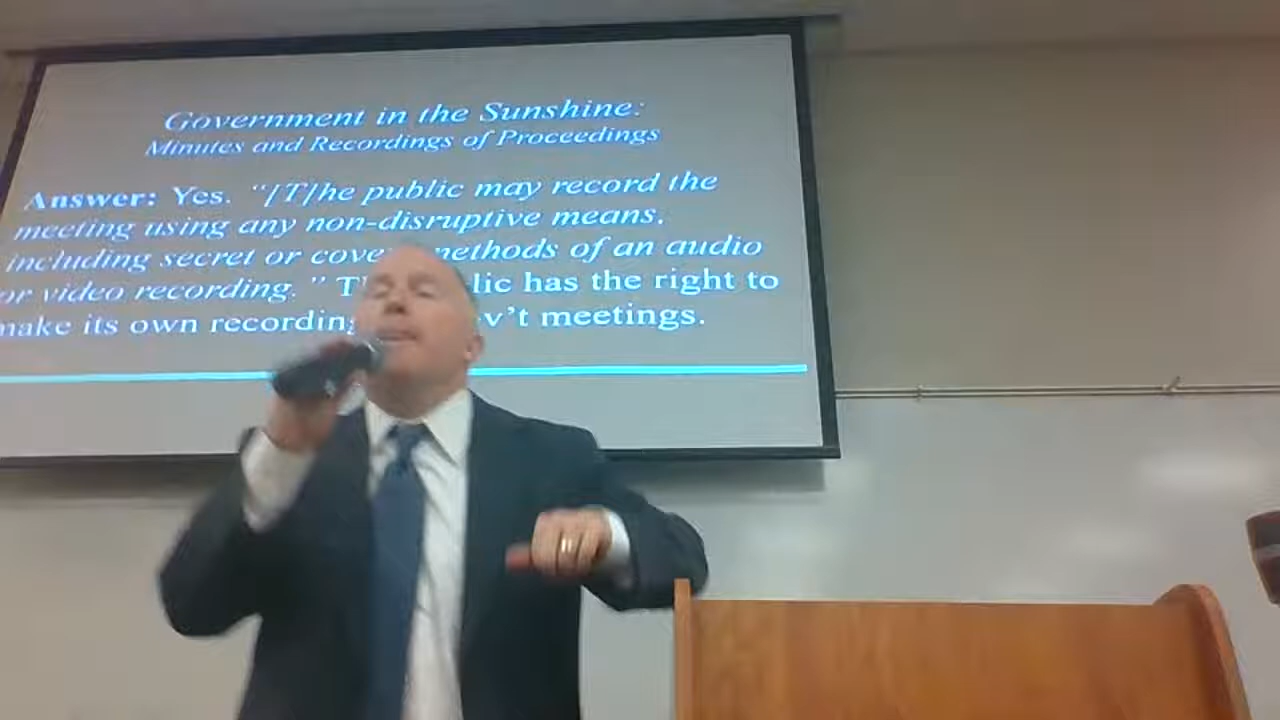 Government in the Sunshine:
Minutes and Recordings of Proceedings
Answer: Yes. "[T]he public may record the
meeting using any non-disruptive means,
including secret or cove methods of an audio
or video recording." T lic has the right to
make its own recording v't meetings.